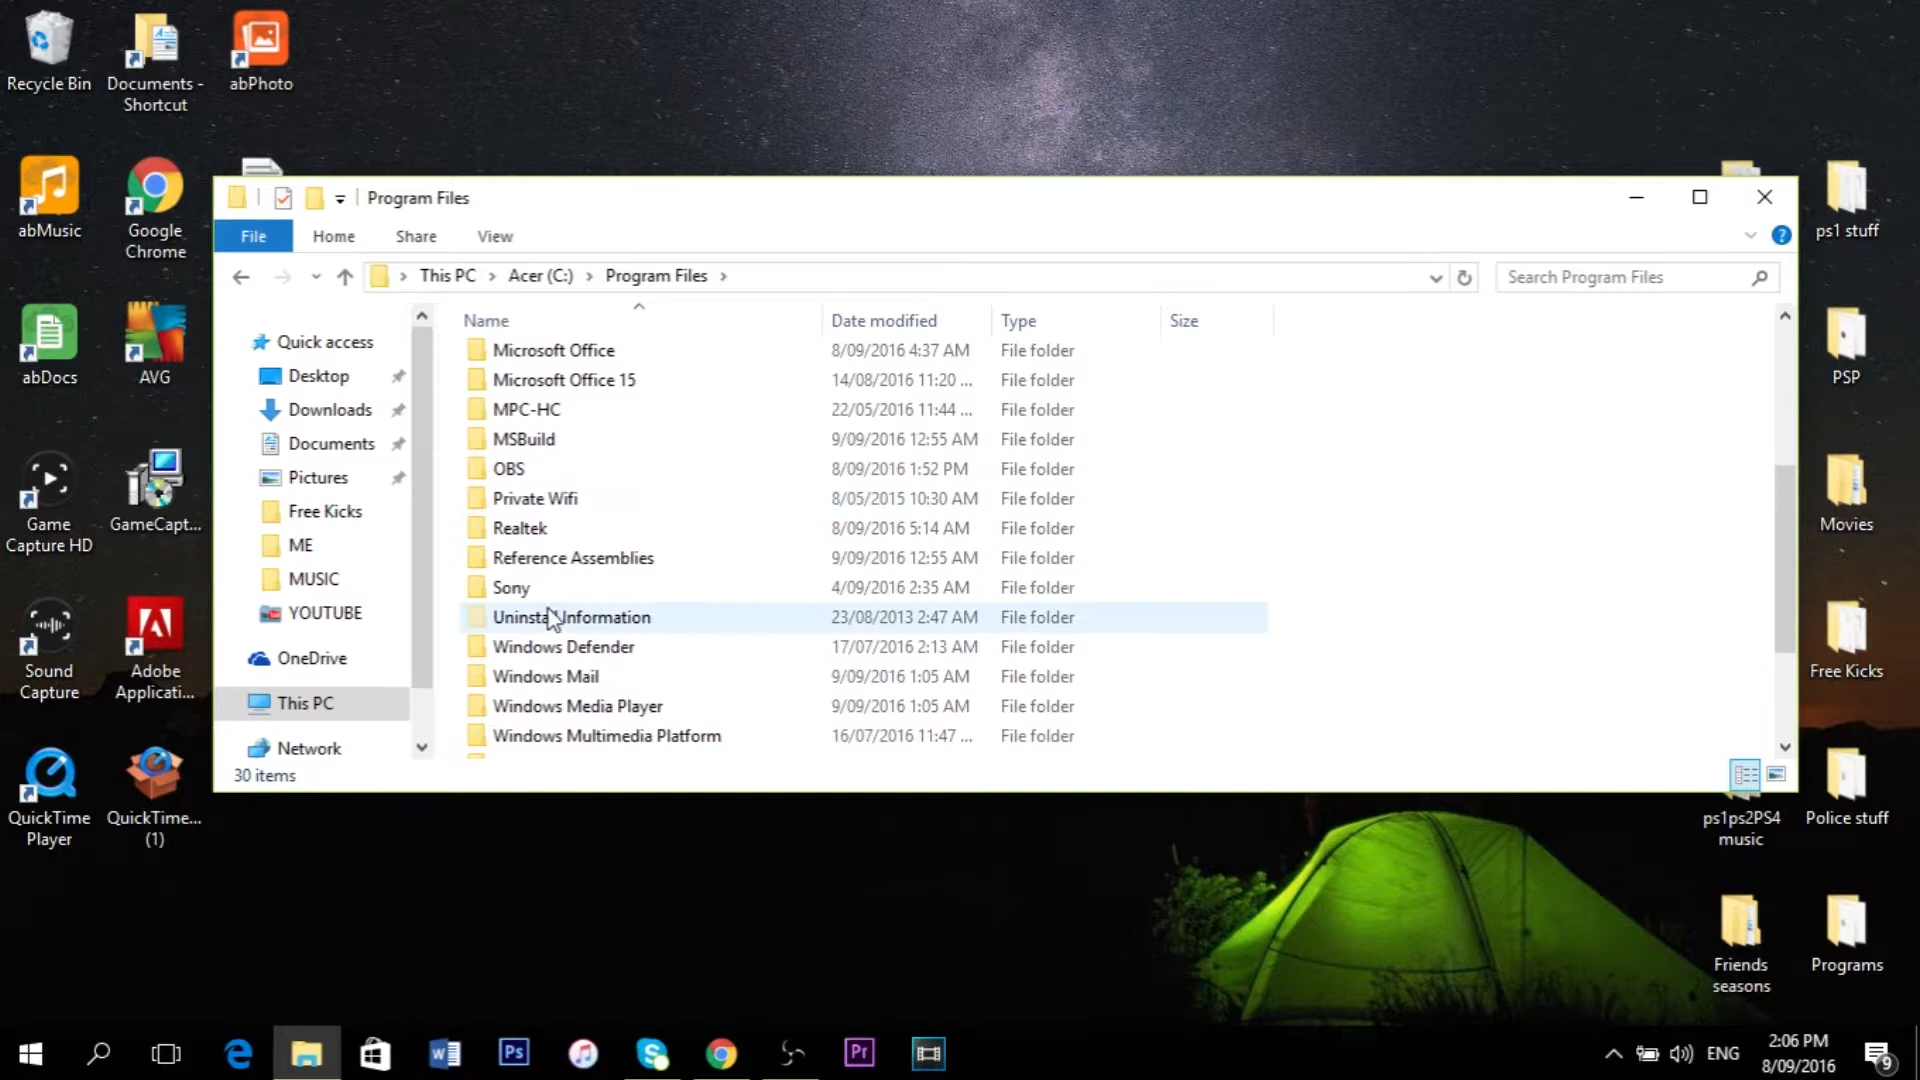 Recycle Bin
Documents -
Shortcut
abPhoto
abMusic
Google
Chrome
abDocs
AVG
Game
Capture HD
GameCapt...
Sound
Capture
Adobe
Applicati...
QuickTime
Player
QuickTime...
(1)
Program Files
File
Home
Share
View
This PC
Acer (C:)
Program Files
Search Program Files
Quick access
Desktop
Downloads
Documents
Pictures
Free Kicks
ME
MUSIC
YOUTUBE
OneDrive
This PC
Network
Name Date modified Type Size
Microsoft Office 8/09/2016 4:37 AM File folder
Microsoft Office 15 14/08/2016 11:20 ... File folder
MPC-HC 22/05/2016 11:44 ... File folder
MSBuild 9/09/2016 12:55 AM File folder
OBS 8/09/2016 1:52 PM File folder
Private Wifi 8/05/2015 10:30 AM File folder
Realtek 8/09/2016 5:14 AM File folder
Reference Assemblies 9/09/2016 12:55 AM File folder
Sony 4/09/2016 2:35 AM File folder
Uninstall Information 23/08/2013 2:47 AM File folder
Windows Defender 17/07/2016 2:13 AM File folder
Windows Mail 9/09/2016 1:05 AM File folder
Windows Media Player 9/09/2016 1:05 AM File folder
Windows Multimedia Platform 16/07/2016 11:47 ... File folder
30 items
ps1 stuff
PSP
Movies
Free Kicks
ps1ps2PS4
music
Police stuff
Friends
seasons
Programs
Ps
Pr
ENG
2:06 PM
8/09/2016
9